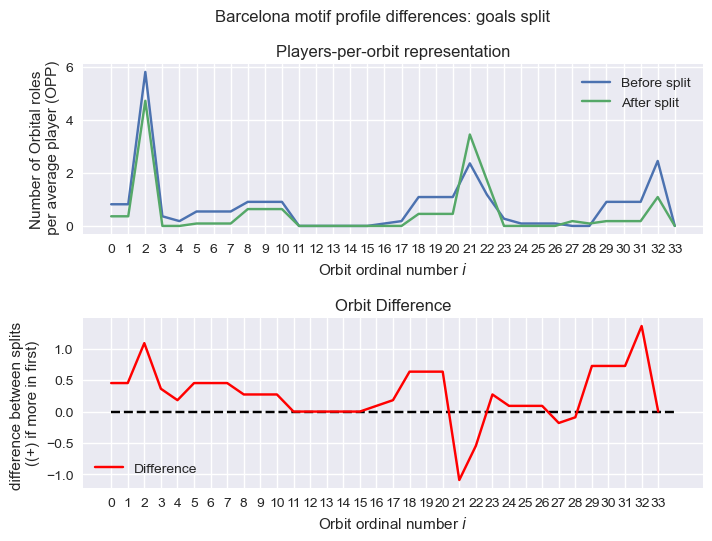 Barcelona motif profile differences: goals split
Players-per-orbit representation
Number of Orbital roles
per average player (OPP)
6
4
2
0
Before split
After split
0 1 2 3 4 5 6 7 8 9 10 11 12 13 14 15 16 17 18 19 20 21 22 23 24 25 26 27 28 29 30 31 32 33
Orbit ordinal number i
Orbit Difference
difference between splits
((+) if more in first)
1.0
0.5
0.0
−0.5
−1.0
Difference
0 1 2 3 4 5 6 7 8 9 10 11 12 13 14 15 16 17 18 19 20 21 22 23 24 25 26 27 28 29 30 31 32 33
Orbit ordinal number i